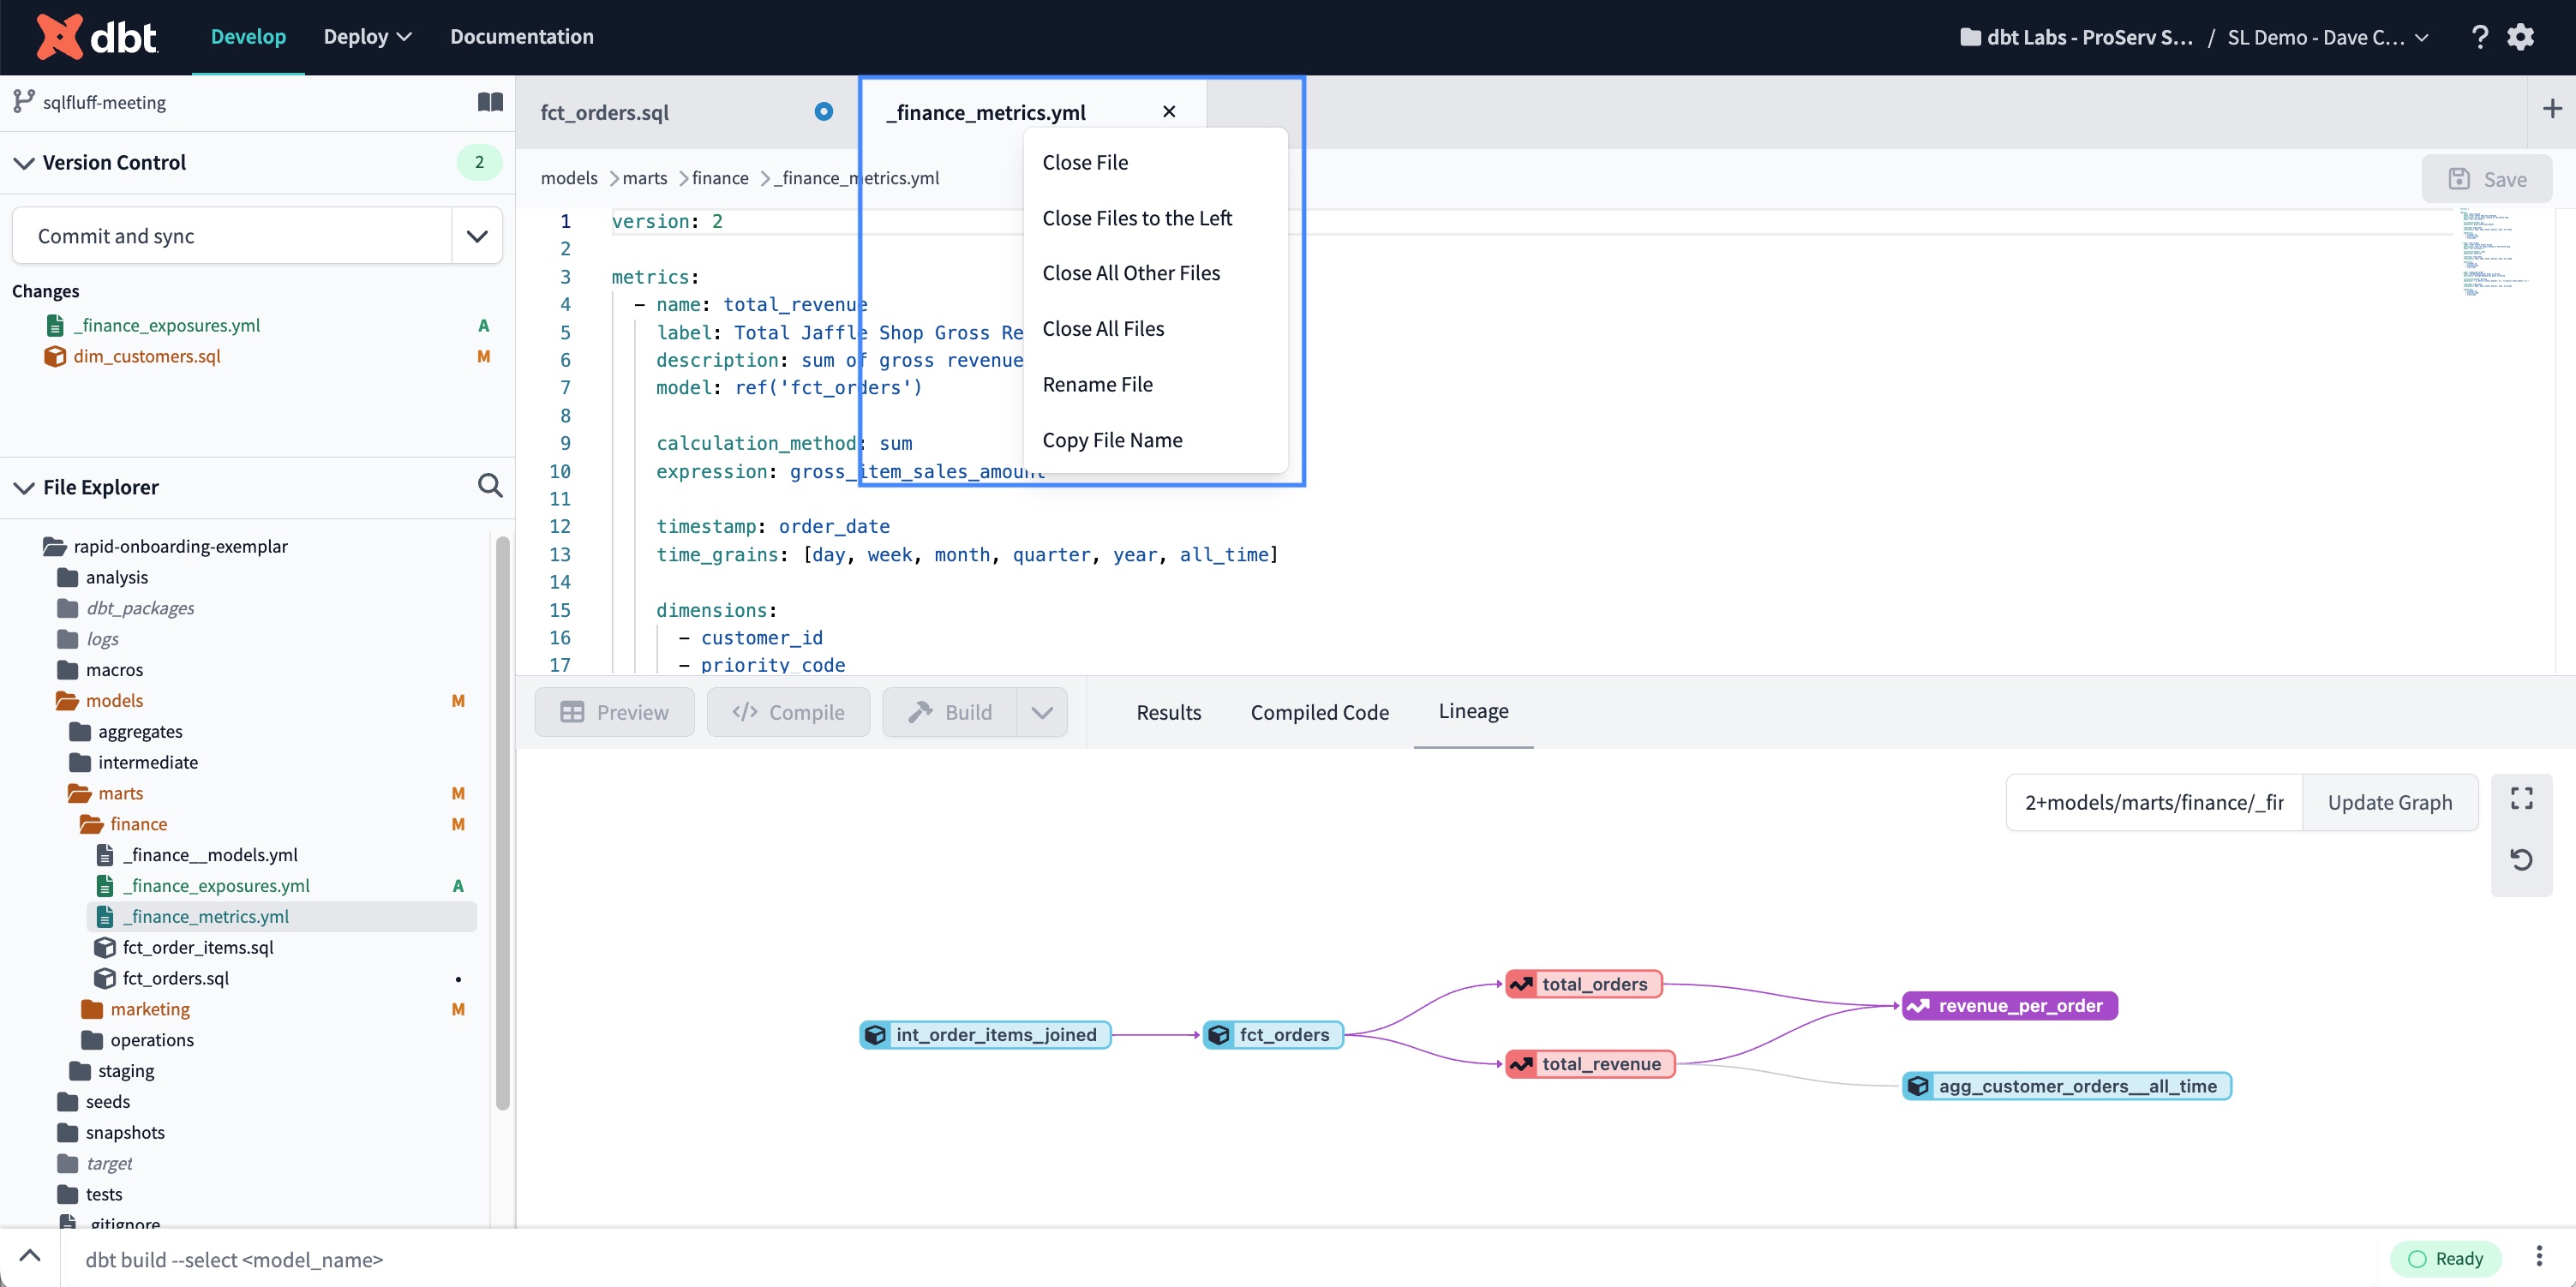 dbt
Develop
Deploy
Documentation
dbt Labs - ProServ S...
/
SL Demo - Dave C...
?
sqlfluff-meeting
Version Control
2
Commit and sync
Changes
_finance_exposures.yml
A
dim_customers.sql
M
File Explorer
rapid-onboarding-exemplar
analysis
dbt_packages
logs
macros
models
M
aggregates
intermediate
marts
M
finance
M
_finance__models.yml
_finance_exposures.yml
A
_finance_metrics.yml
fct_order_items.sql
fct_orders.sql
marketing
M
operations
staging
seeds
snapshots
target
tests
.gitignore
fct_orders.sql
_finance_metrics.yml
models > marts > finance > _finance_metrics.yml
Save
Close File
Close Files to the Left
Close All Other Files
Close All Files
Rename File
Copy File Name
1 version: 2
2
3 metrics:
4 - name: total_revenue
5 label: Total Jaffle Shop Gross Re
6 description: sum of gross revenue
7 model: ref('fct_orders')
8
9 calculation_method: sum
10 expression: gross_item_sales_amount
11
12 timestamp: order_date
13 time_grains: [day, week, month, quarter, year, all_time]
14
15 dimensions:
16 - customer_id
17 - priority_code
Preview
</> Compile
Build
Results
Compiled Code
Lineage
2+models/marts/finance/_fir
Update Graph
int_order_items_joined
fct_orders
total_orders
total_revenue
revenue_per_order
agg_customer_orders__all_time
dbt build --select <model_name>
Ready